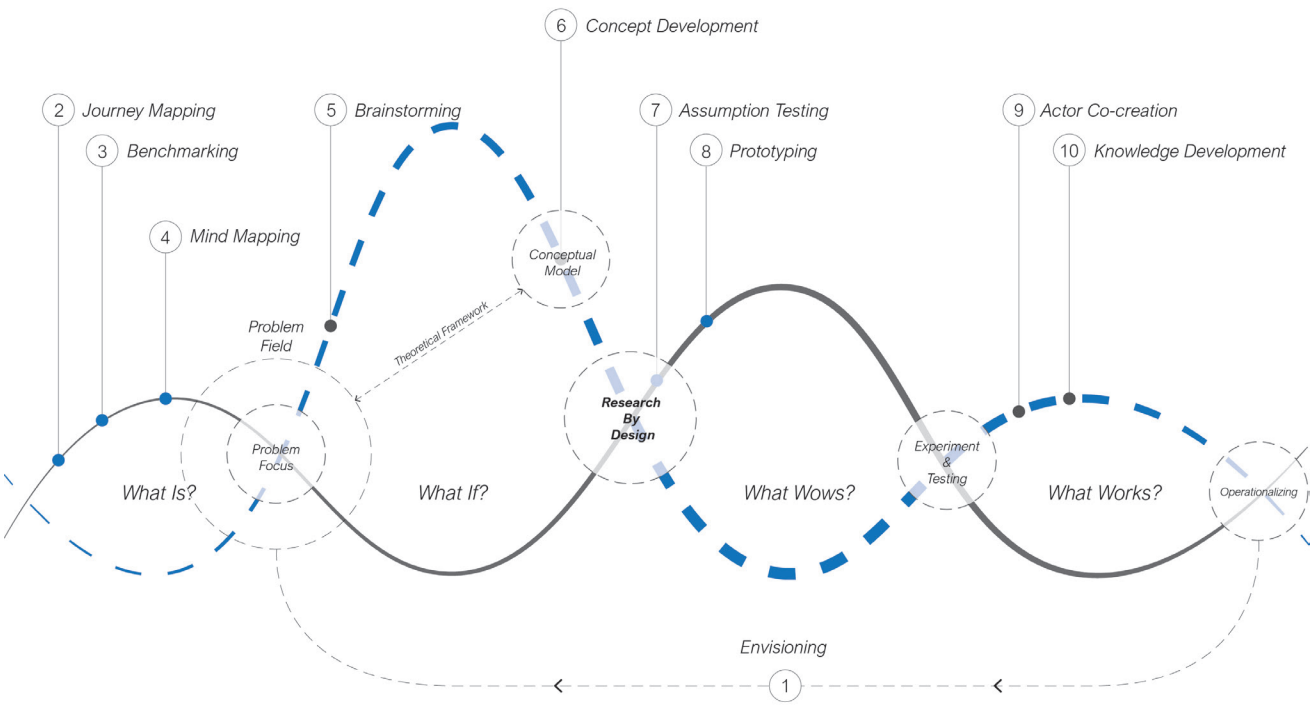 6 Concept Development
2 Journey Mapping
5 Brainstorming
7 Assumption Testing
9 Actor Co-creation
3 Benchmarking
8 Prototyping
10 Knowledge Development
4 Mind Mapping
Conceptual
Model
Theoretical Framework
Problem
Field
Research
By
Design
Problem
Focus
Experiment
&
Testing
What Is?
What If?
What Wows?
What Works?
Operationalizing
Envisioning
1